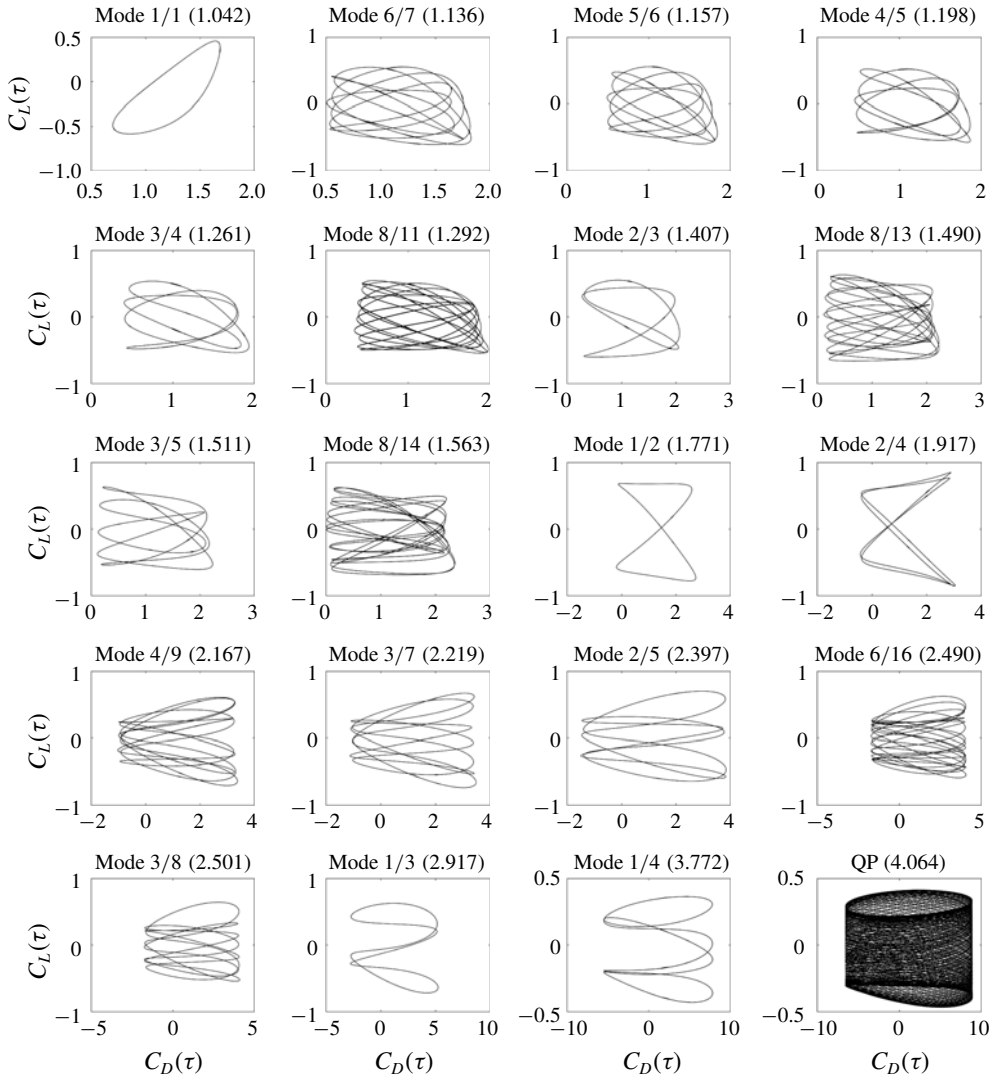 Mode 1/1 (1.042) Mode 6/7 (1.136) Mode 5/6 (1.157) Mode 4/5 (1.198)
0.5 1 1 1
0 0 0 0
−0.5
−1.0 −1 −1 −1
0.5 1.0 1.5 2.0 0.5 1.0 1.5 2.0 0 1 2 0 1 2
C_L(τ)
Mode 3/4 (1.261) Mode 8/11 (1.292) Mode 2/3 (1.407) Mode 8/13 (1.490)
1 1 1 1
0 0 0 0
−1 −1 −1 −1
0 1 2 0 1 2 0 1 2 3 0 1 2 3
C_L(τ)
Mode 3/5 (1.511) Mode 8/14 (1.563) Mode 1/2 (1.771) Mode 2/4 (1.917)
1 1 1 1
0 0 0 0
−1 −1 −1 −1
0 1 2 3 0 1 2 3 −2 0 2 4 −2 0 2 4
C_L(τ)
Mode 4/9 (2.167) Mode 3/7 (2.219) Mode 2/5 (2.397) Mode 6/16 (2.490)
1 1 1 1
0 0 0 0
−1 −1 −1 −1
−2 0 2 4 −2 0 2 4 −2 0 2 4 −5 0 5
C_L(τ)
Mode 3/8 (2.501) Mode 1/3 (2.917) Mode 1/4 (3.772) QP (4.064)
1 1 0.5 0.5
0 0 0 0
−1 −1 −0.5 −0.5
−5 0 5 −5 0 5 10 −10 0 10 −10 0 10
C_L(τ)
C_D(τ) C_D(τ) C_D(τ) C_D(τ)